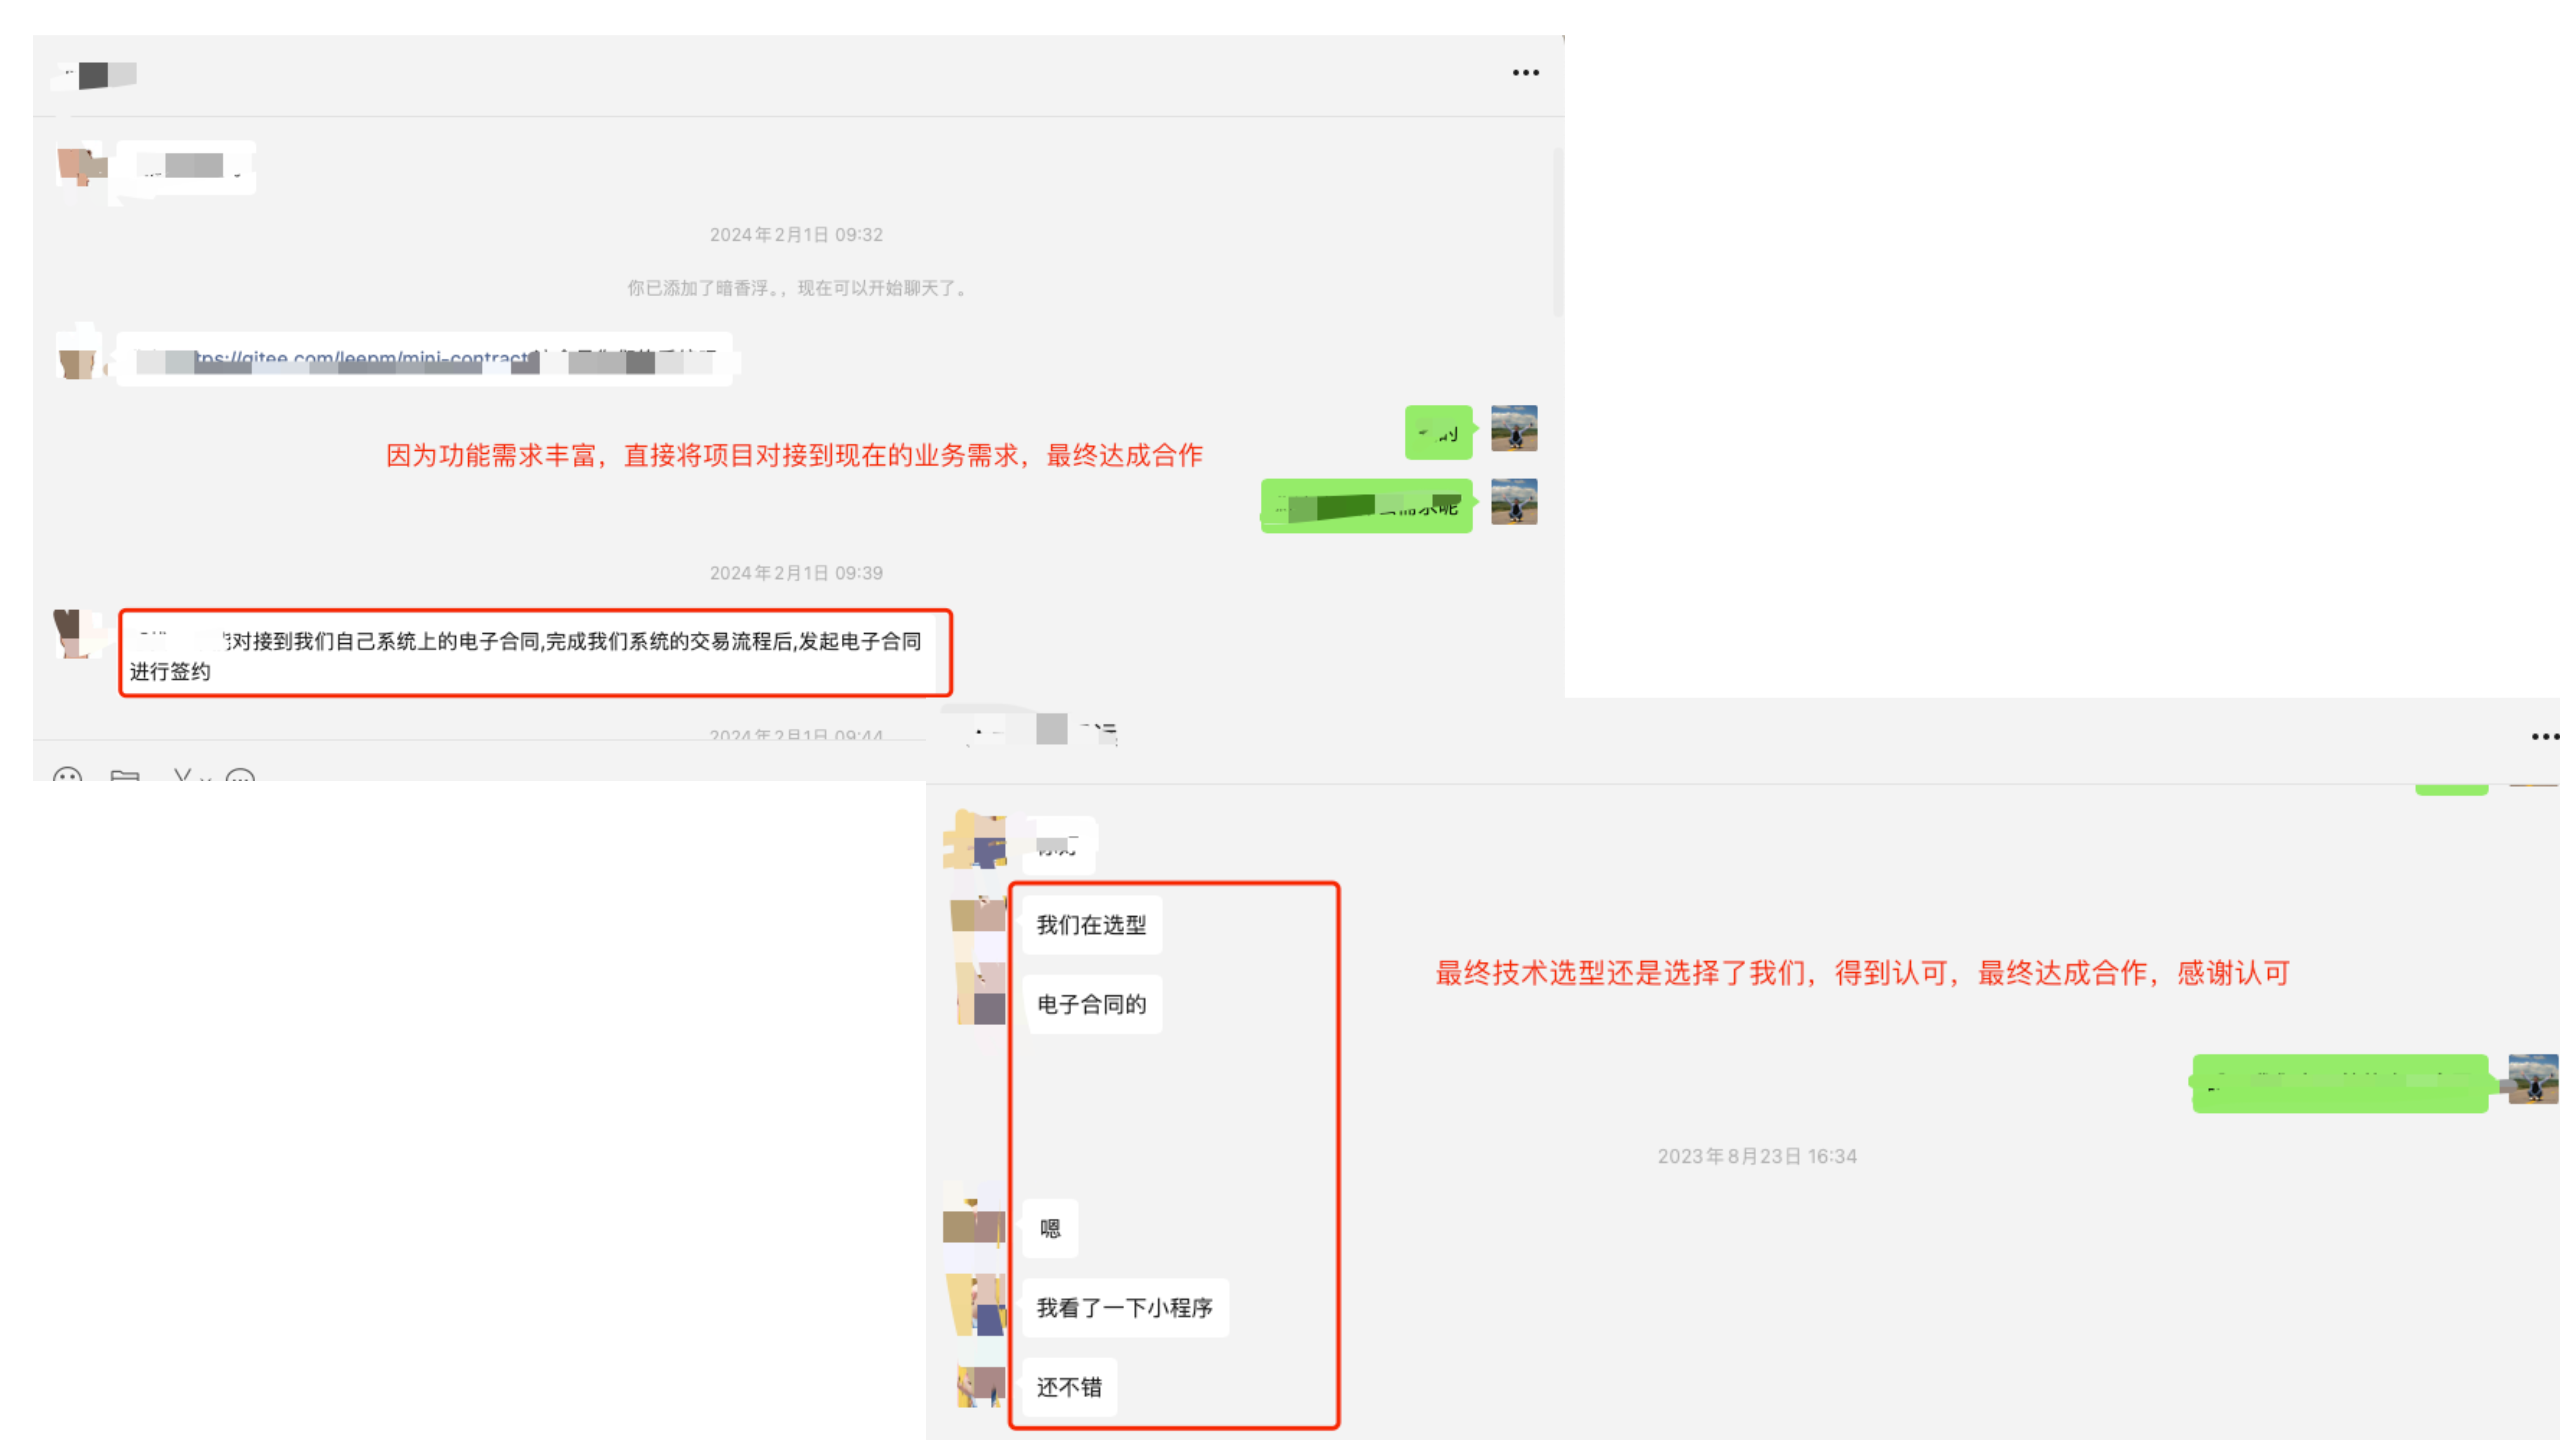 2024年2月1日 09:32
你已添加了暗香浮。，现在可以开始聊天了。
tps://gitee.com/leepm/mini-contract
的
因为功能需求丰富，直接将项目对接到现在的业务需求，最终达成合作
需求呢
2024年2月1日 09:39
能对接到我们自己系统上的电子合同,完成我们系统的交易流程后,发起电子合同
进行签约
2024年2月1日 09:44
我们在选型
最终技术选型还是选择了我们，得到认可，最终达成合作，感谢认可
电子合同的
2023年8月23日 16:34
嗯
我看了一下小程序
还不错